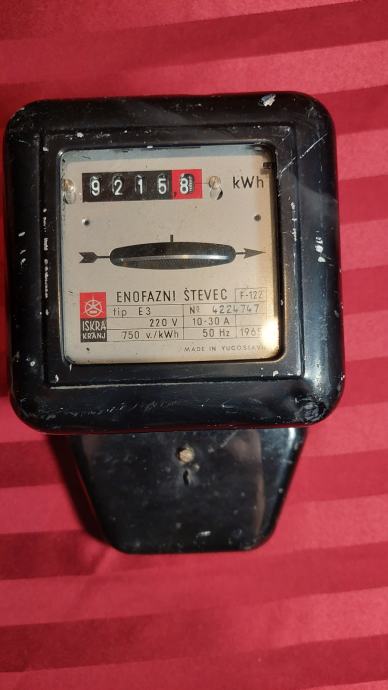 92158 kWh
ENOFAZNI ŠTEVEC F-122
ISKRA
KRANJ
tip E3 № 4224747
220 V 10-30 A
750 v./kWh 50 Hz 1965
MADE IN YUGOSLAVIA